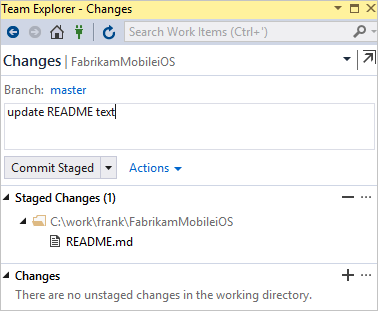 Team Explorer - Changes
Search Work Items (Ctrl+')
Changes | FabrikamMobileiOS
Branch: master
update README text
Commit Staged Actions
Staged Changes (1)
C:\work\frank\FabrikamMobileiOS
README.md
Changes
There are no unstaged changes in the working directory.